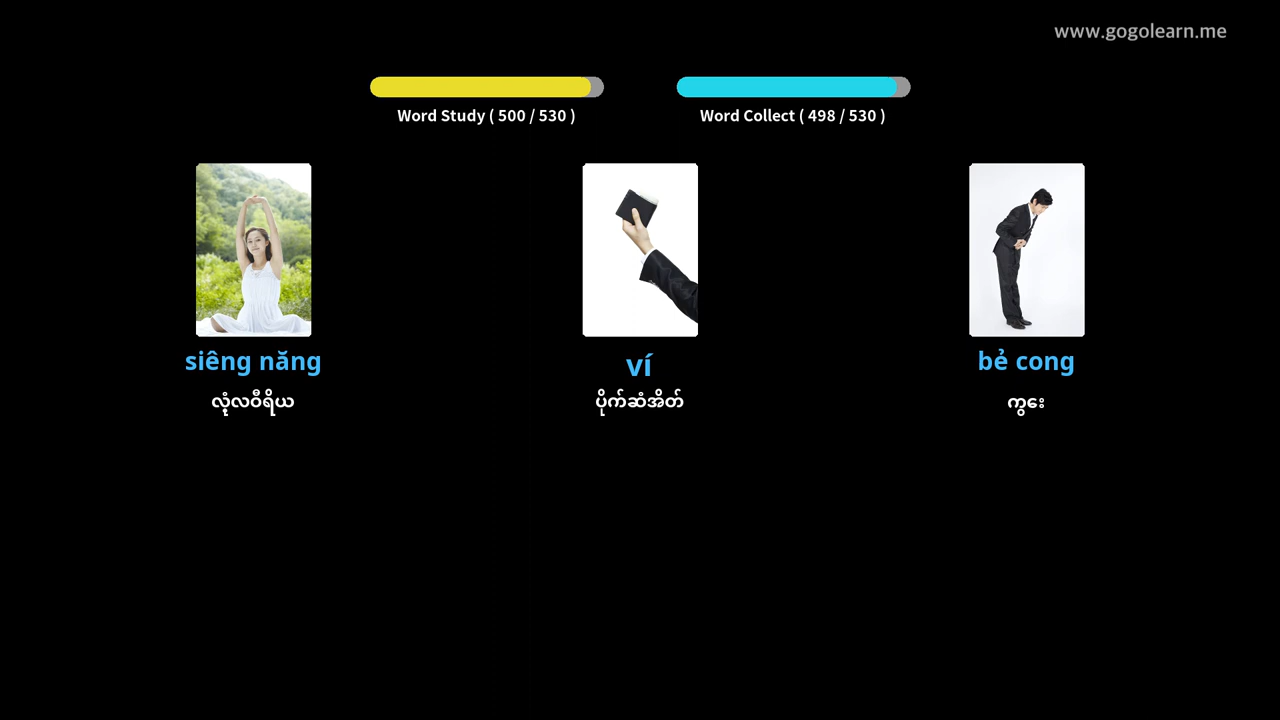 www.gogolearn.me
Word Study ( 500 / 530 )
Word Collect ( 498 / 530 )
siêng năng
ví
bẻ cong
လုံ့လဝီရိယ
ပိုက်ဆံအိတ်
ကွေး